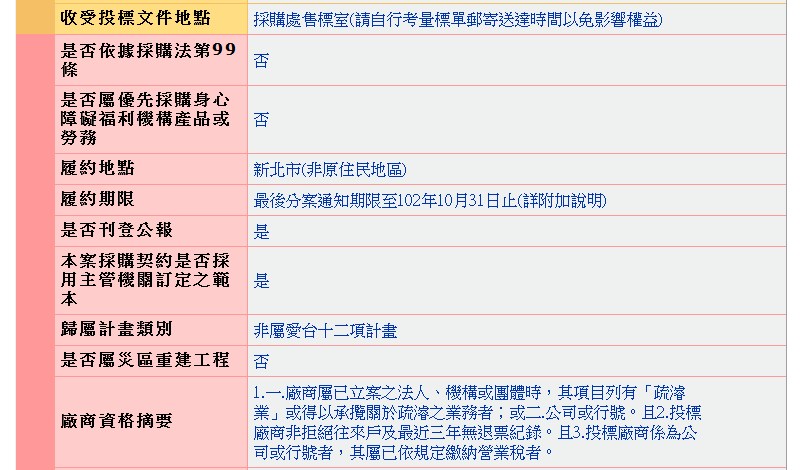 收受投標文件地點
採購處售標室(請自行考量標單郵寄送達時間以免影響權益)
是否依據採購法第99
條
否
是否屬優先採購身心
障礙福利機構產品或
勞務
否
履約地點
新北市(非原住民地區)
履約期限
最後分案通知期限至102年10月31日止(詳附加說明)
是否刊登公報
是
本案採購契約是否採
用主管機關訂定之範
本
是
歸屬計畫類別
非屬愛台十二項計畫
是否屬災區重建工程
否
廠商資格摘要
1.一.廠商屬已立案之法人、機構或團體時，其項目列有「疏濬
業」或得以承攬關於疏濬之業務者；或二.公司或行號。且2.投標
廠商非拒絕往來戶及最近三年無退票紀錄。且3.投標廠商係為公
司或行號者，其屬已依規定繳納營業稅者。